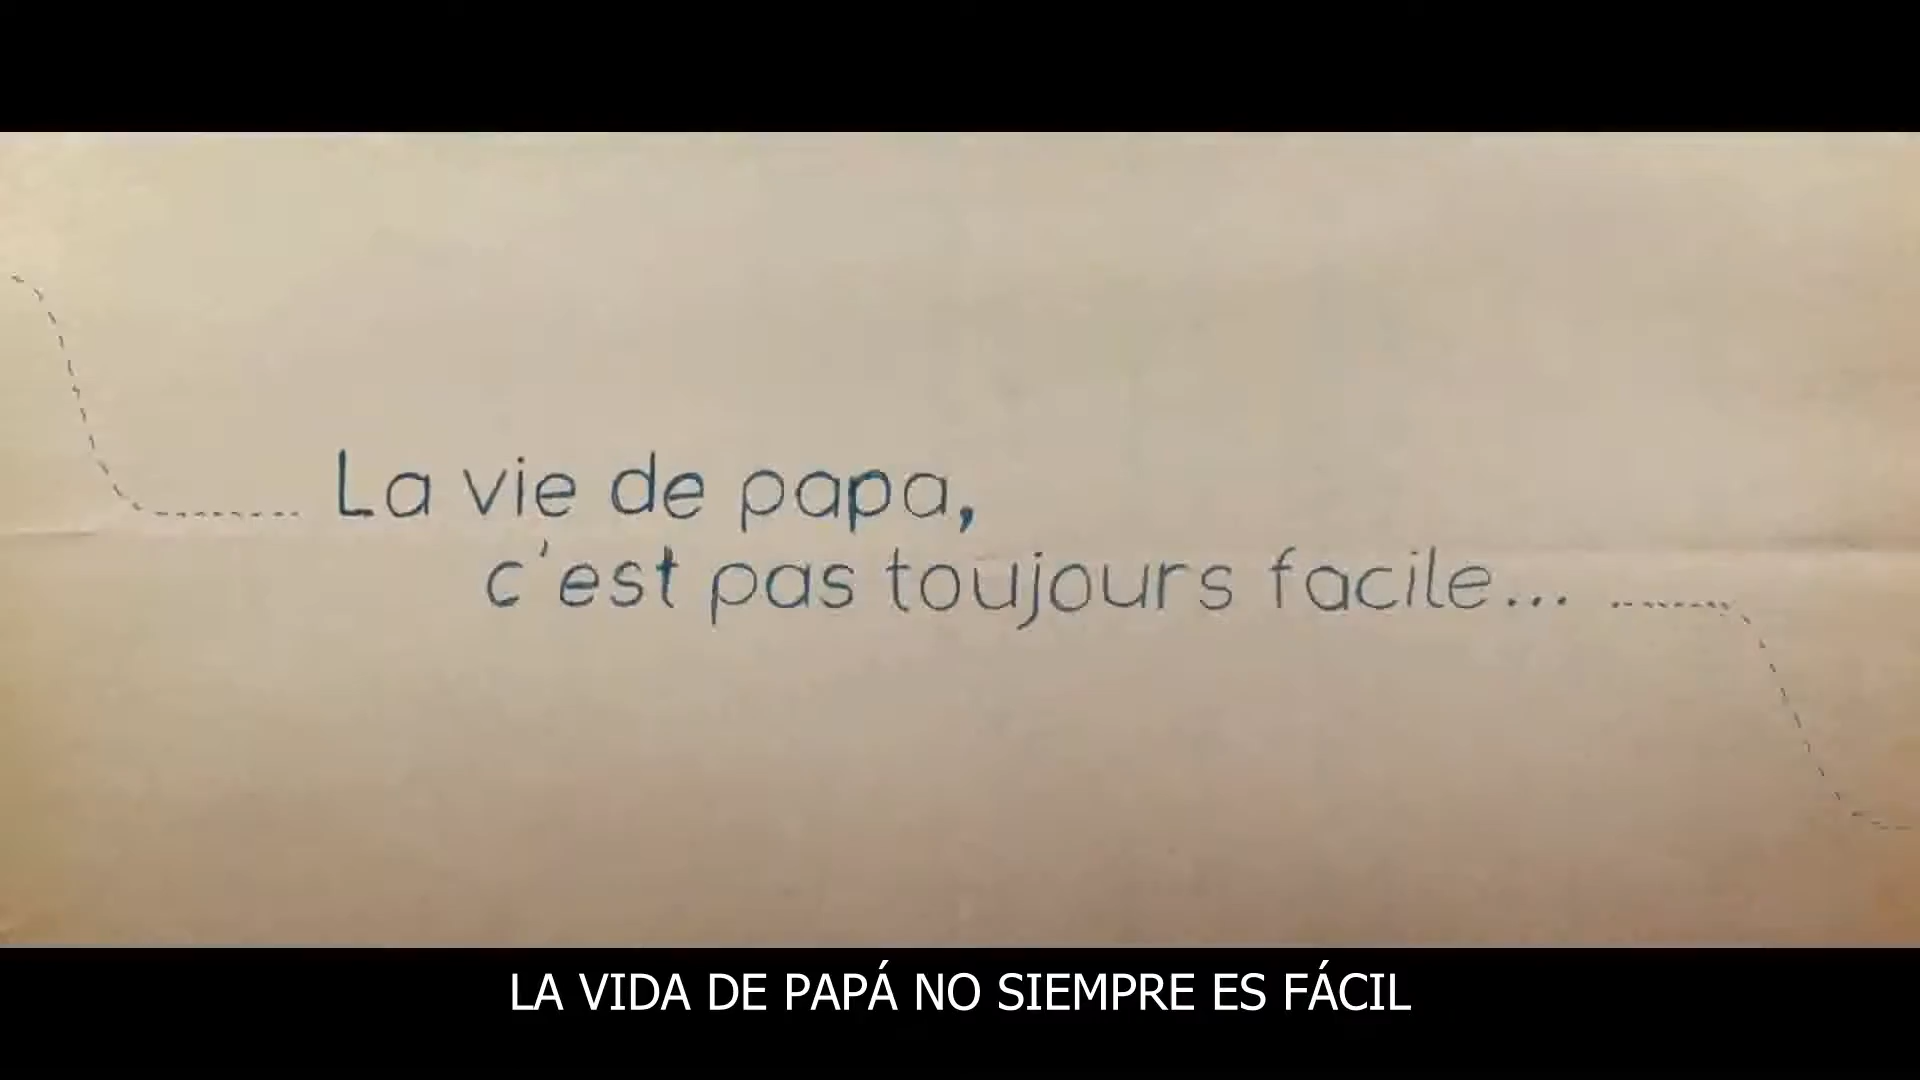 La vie de papa,
c'est pas toujours facile...
LA VIDA DE PAPÁ NO SIEMPRE ES FÁCIL